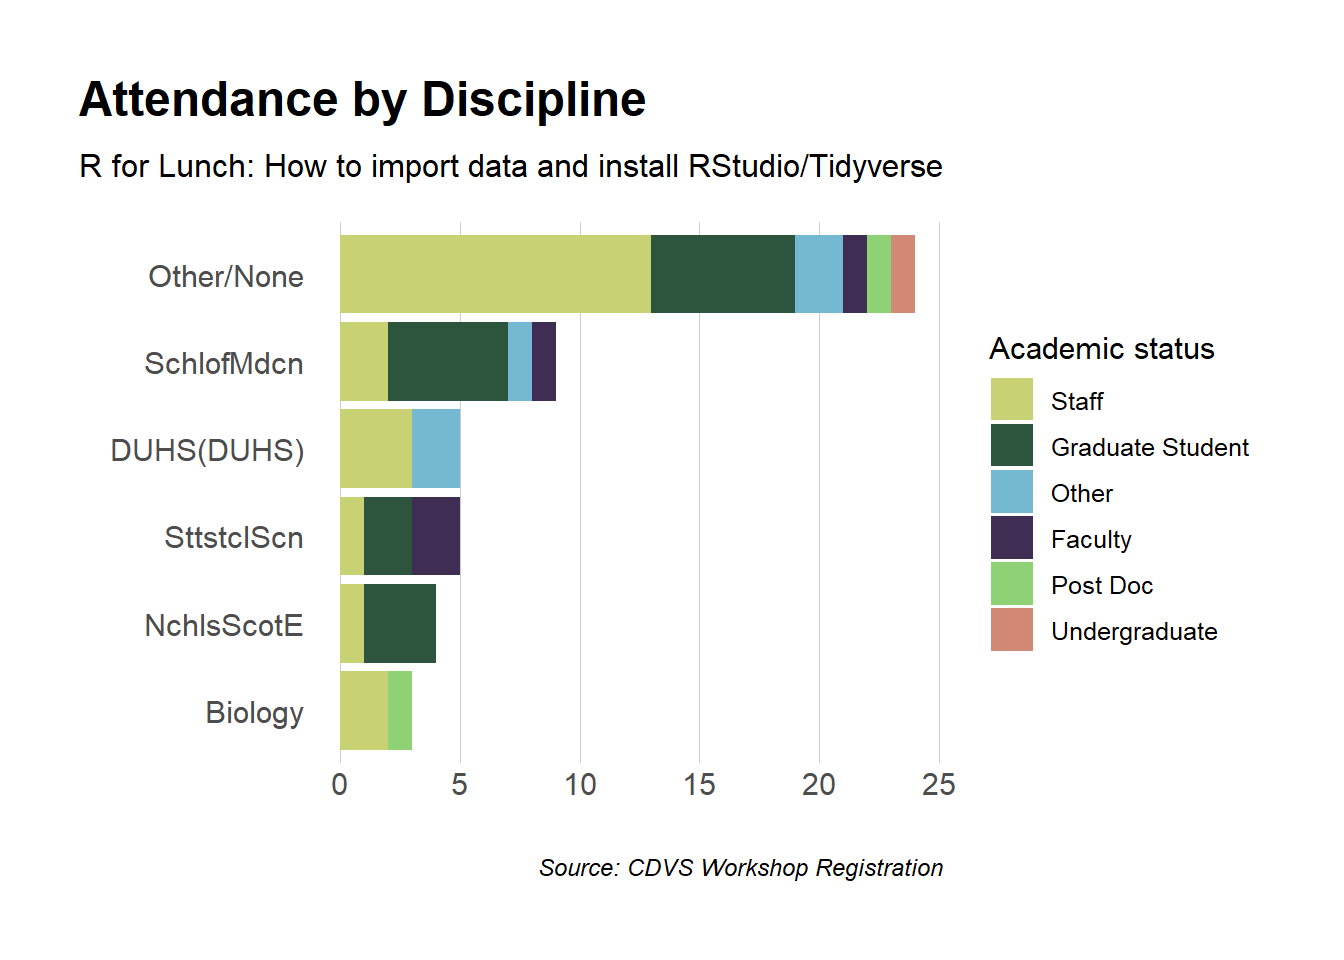 Attendance by Discipline
R for Lunch: How to import data and install RStudio/Tidyverse
Other/None
SchlofMdcn
DUHS(DUHS)
SttstclScn
NchlsScotE
Biology
0 5 10 15 20 25
Academic status
Staff
Graduate Student
Other
Faculty
Post Doc
Undergraduate
Source: CDVS Workshop Registration